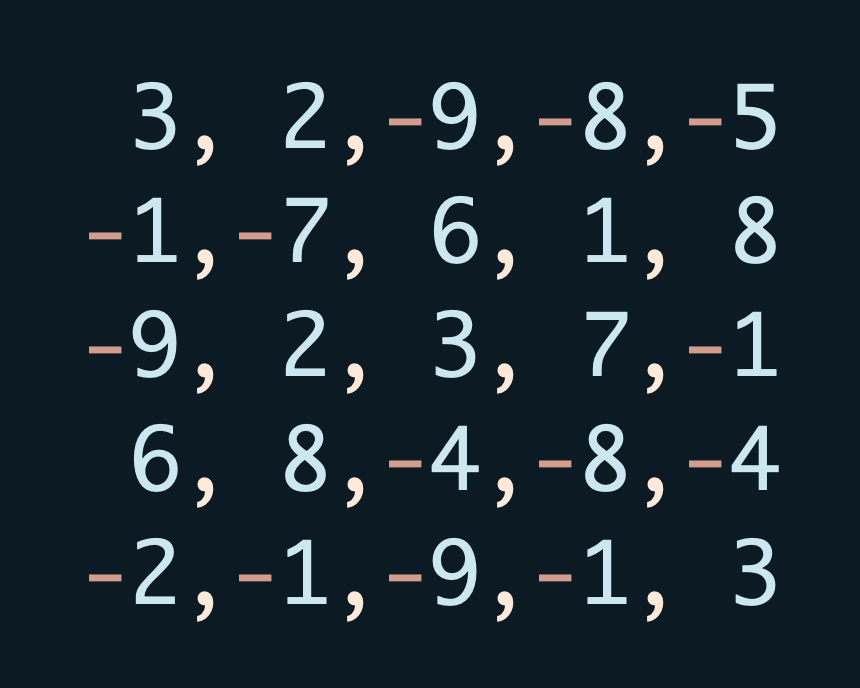 3, 2,-9,-8,-5
-1,-7, 6, 1, 8
-9, 2, 3, 7,-1
 6, 8,-4,-8,-4
-2,-1,-9,-1, 3